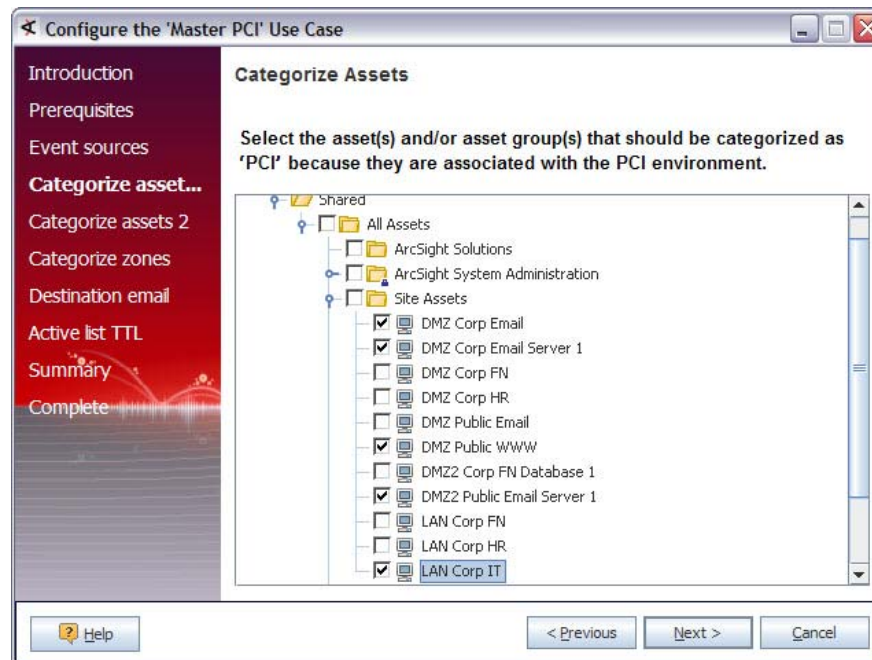 Configure the 'Master PCI' Use Case
Introduction
Prerequisites
Event sources
Categorize asset...
Categorize assets 2
Categorize zones
Destination email
Active list TTL
Summary
Complete
Categorize Assets
Select the asset(s) and/or asset group(s) that should be categorized as
'PCI' because they are associated with the PCI environment.
Shared
All Assets
ArcSight Solutions
ArcSight System Administration
Site Assets
DMZ Corp Email
DMZ Corp Email Server 1
DMZ Corp FN
DMZ Corp HR
DMZ Public Email
DMZ Public WWW
DMZ2 Corp FN Database 1
DMZ2 Public Email Server 1
LAN Corp FN
LAN Corp HR
LAN Corp IT
Help
< Previous
Next >
Cancel